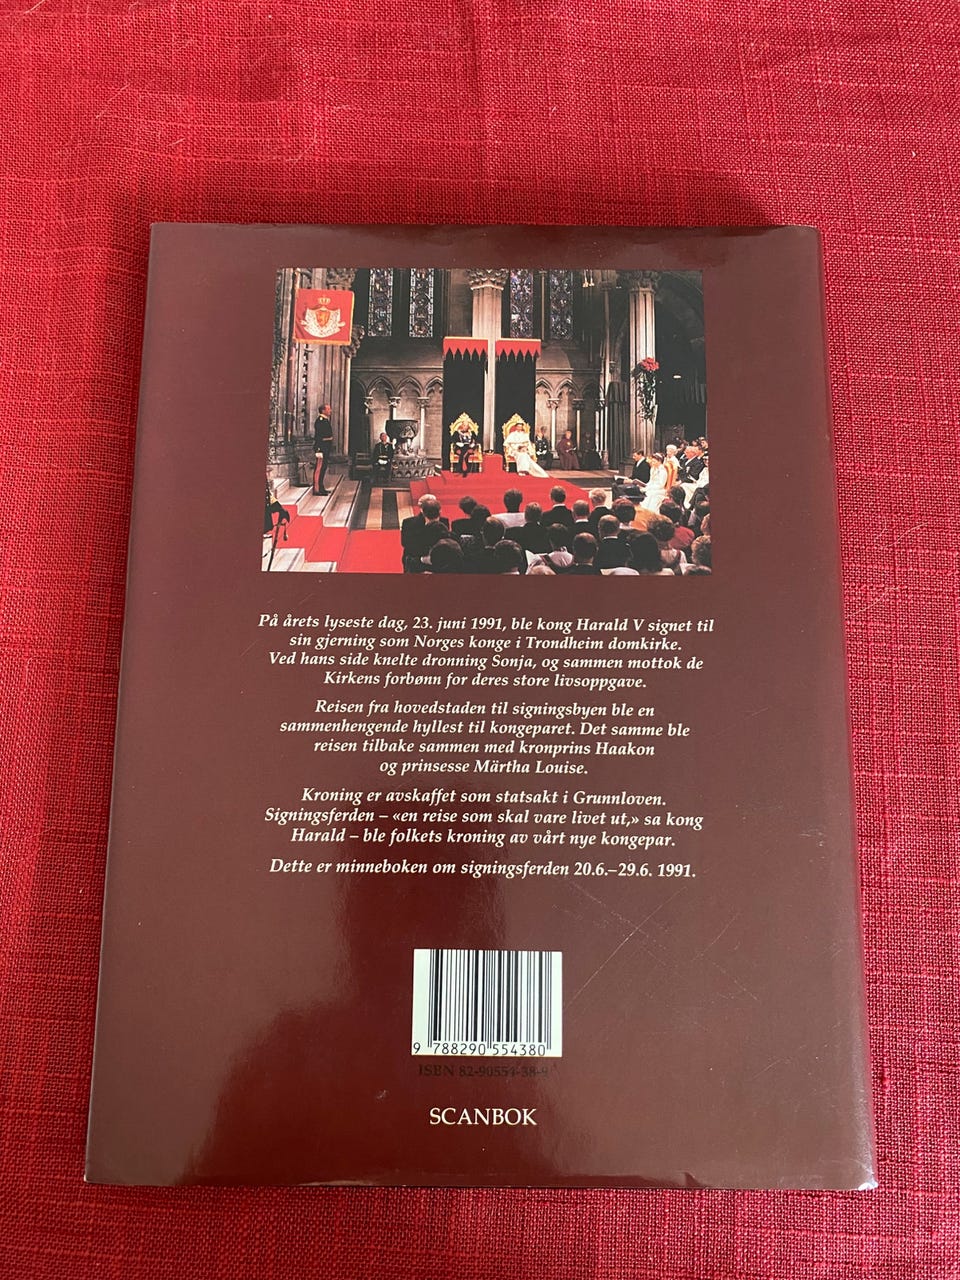 På årets lyseste dag, 23. juni 1991, ble kong Harald V signet til
sin gjerning som Norges konge i Trondheim domkirke.
Ved hans side knelte dronning Sonja, og sammen mottok de
Kirkens forbønn for deres store livsoppgave.
Reisen fra hovedstaden til signingsbyen ble en
sammenhengende hyllest til kongeparet. Det samme ble
reisen tilbake sammen med kronprins Haakon
og prinsesse Märtha Louise.
Kroning er avskaffet som statsakt i Grunnloven.
Signingsferden – «en reise som skal vare livet ut,» sa kong
Harald – ble folkets kroning av vårt nye kongepar.
Dette er minneboken om signingsferden 20.6.–29.6. 1991.
9 788290 554380
ISBN 82-90554-38-9
SCANBOK